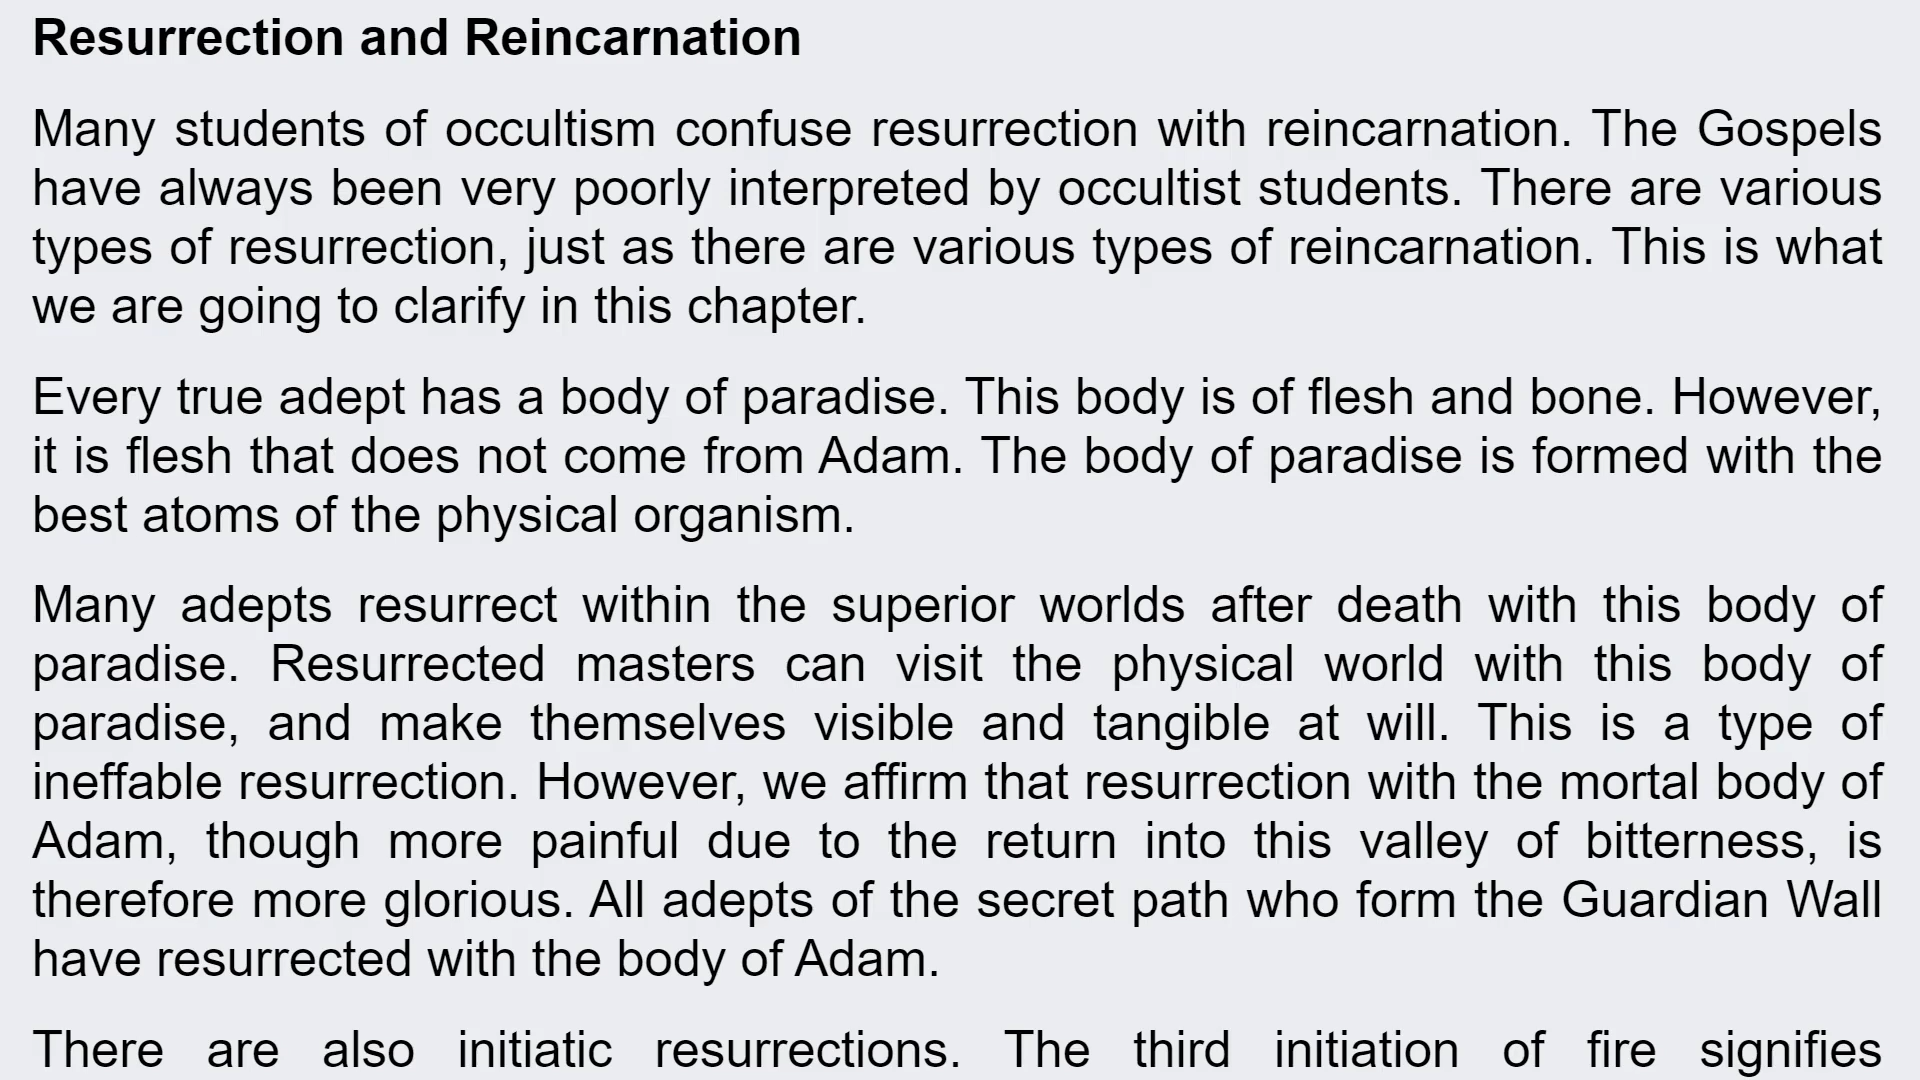 Resurrection and Reincarnation
Many students of occultism confuse resurrection with reincarnation. The Gospels
have always been very poorly interpreted by occultist students. There are various
types of resurrection, just as there are various types of reincarnation. This is what
we are going to clarify in this chapter.
Every true adept has a body of paradise. This body is of flesh and bone. However,
it is flesh that does not come from Adam. The body of paradise is formed with the
best atoms of the physical organism.
Many adepts resurrect within the superior worlds after death with this body of
paradise. Resurrected masters can visit the physical world with this body of
paradise, and make themselves visible and tangible at will. This is a type of
ineffable resurrection. However, we affirm that resurrection with the mortal body of
Adam, though more painful due to the return into this valley of bitterness, is
therefore more glorious. All adepts of the secret path who form the Guardian Wall
have resurrected with the body of Adam.
There are also initiatic resurrections. The third initiation of fire signifies